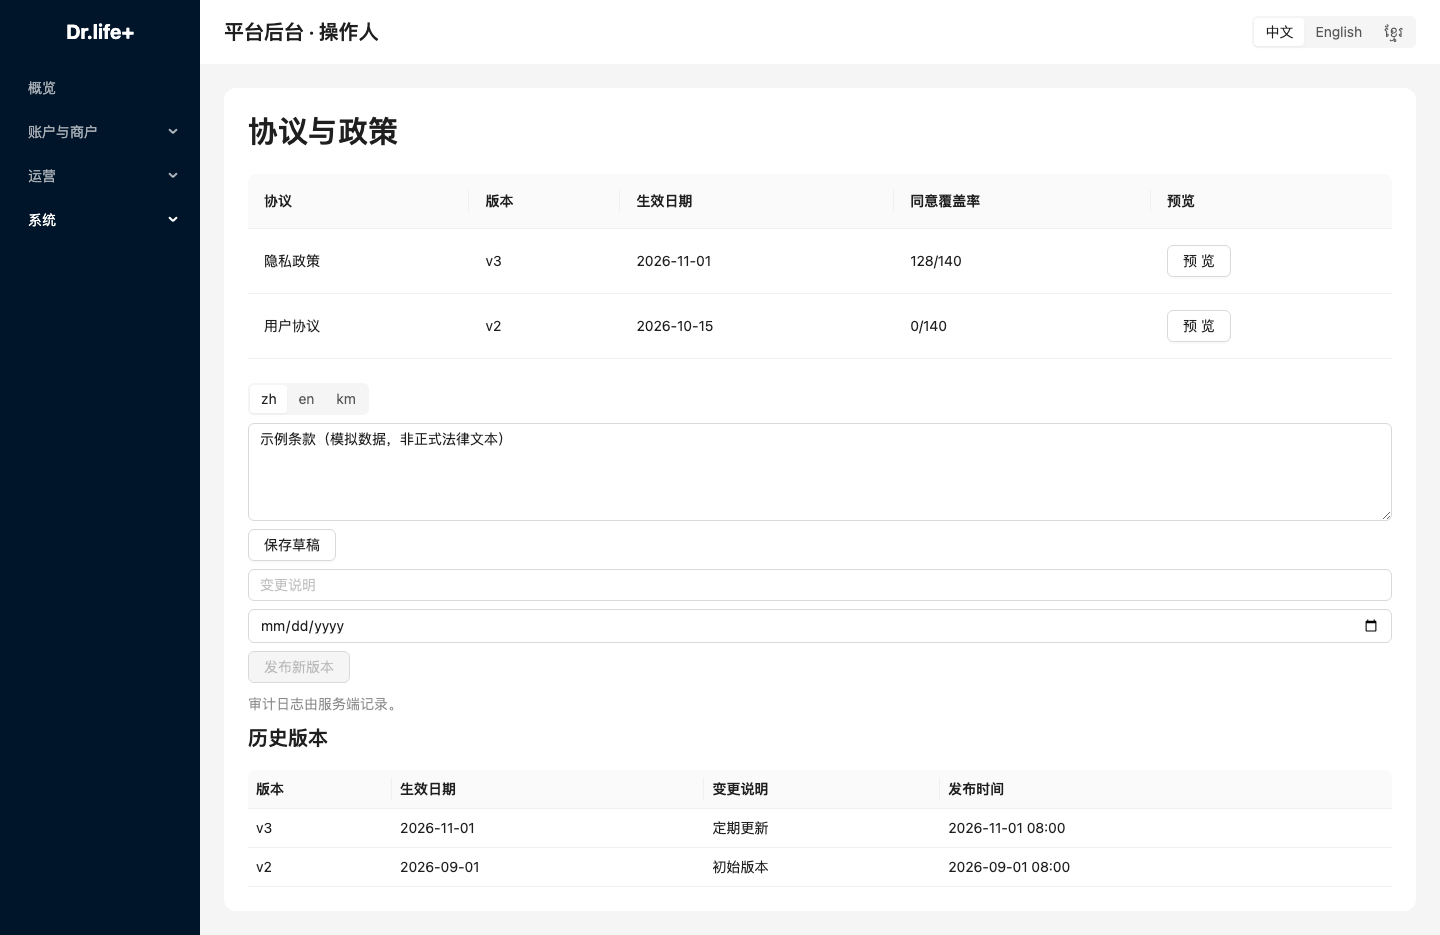 Dr.life+
概览
账户与商户
运营
系统
平台后台 · 操作人
中文 English ខ្មែរ
协议与政策
协议 版本 生效日期 同意覆盖率 预览
隐私政策 v3 2026-11-01 128/140 预 览
用户协议 v2 2026-10-15 0/140 预 览
zh en km
示例条款（模拟数据，非正式法律文本）
保存草稿
变更说明
mm/dd/yyyy
发布新版本
审计日志由服务端记录。
历史版本
版本 生效日期 变更说明 发布时间
v3 2026-11-01 定期更新 2026-11-01 08:00
v2 2026-09-01 初始版本 2026-09-01 08:00